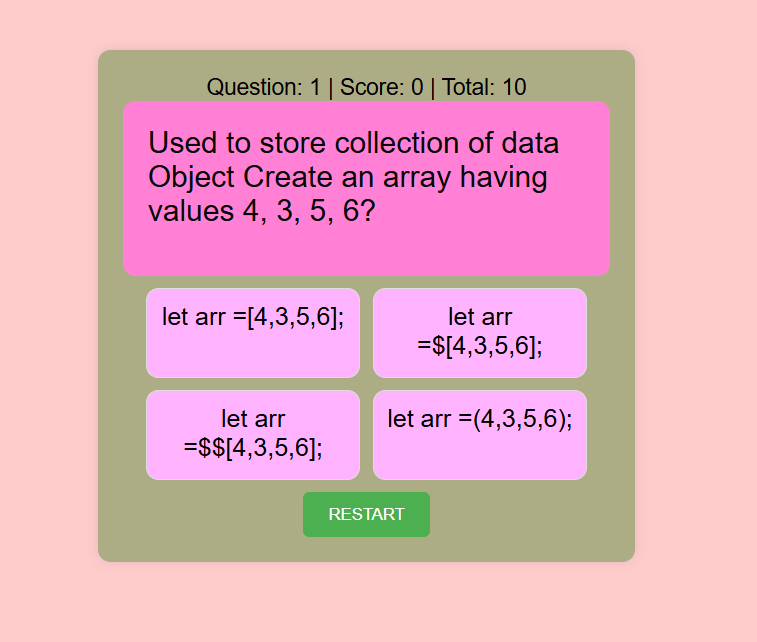 Question: 1 | Score: 0 | Total: 10
Used to store collection of data
Object Create an array having
values 4, 3, 5, 6?
let arr =[4,3,5,6];
let arr
=$[4,3,5,6];
let arr
=$$[4,3,5,6];
let arr =(4,3,5,6);
RESTART